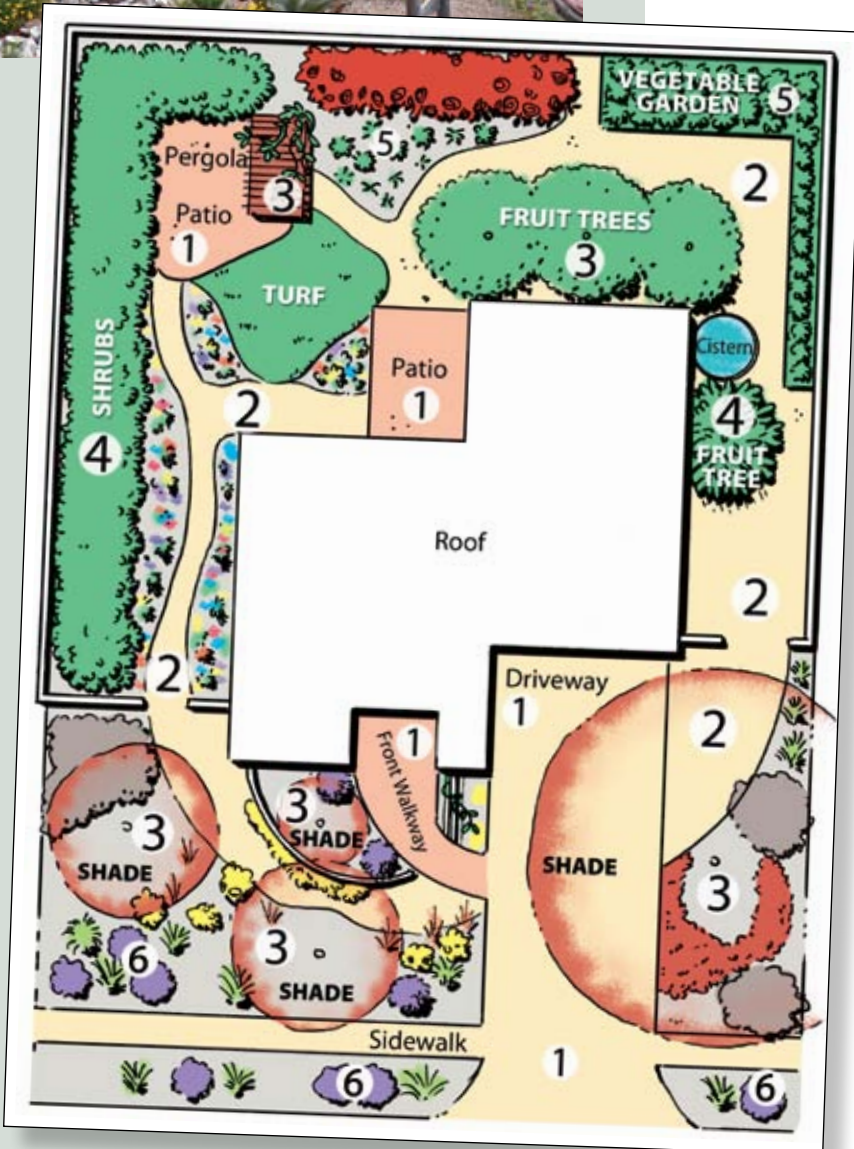 VEGETABLE
GARDEN 5
5
Pergola
3
2
Patio
1
FRUIT TREES
3
TURF
Cistern
SHRUBS
4
Patio
1
2
4
FRUIT
TREE
Roof
2
2
Driveway
1
2
1
Front Walkway
3
SHADE
3
SHADE
SHADE
3
3
SHADE
6
Sidewalk
1
6
6